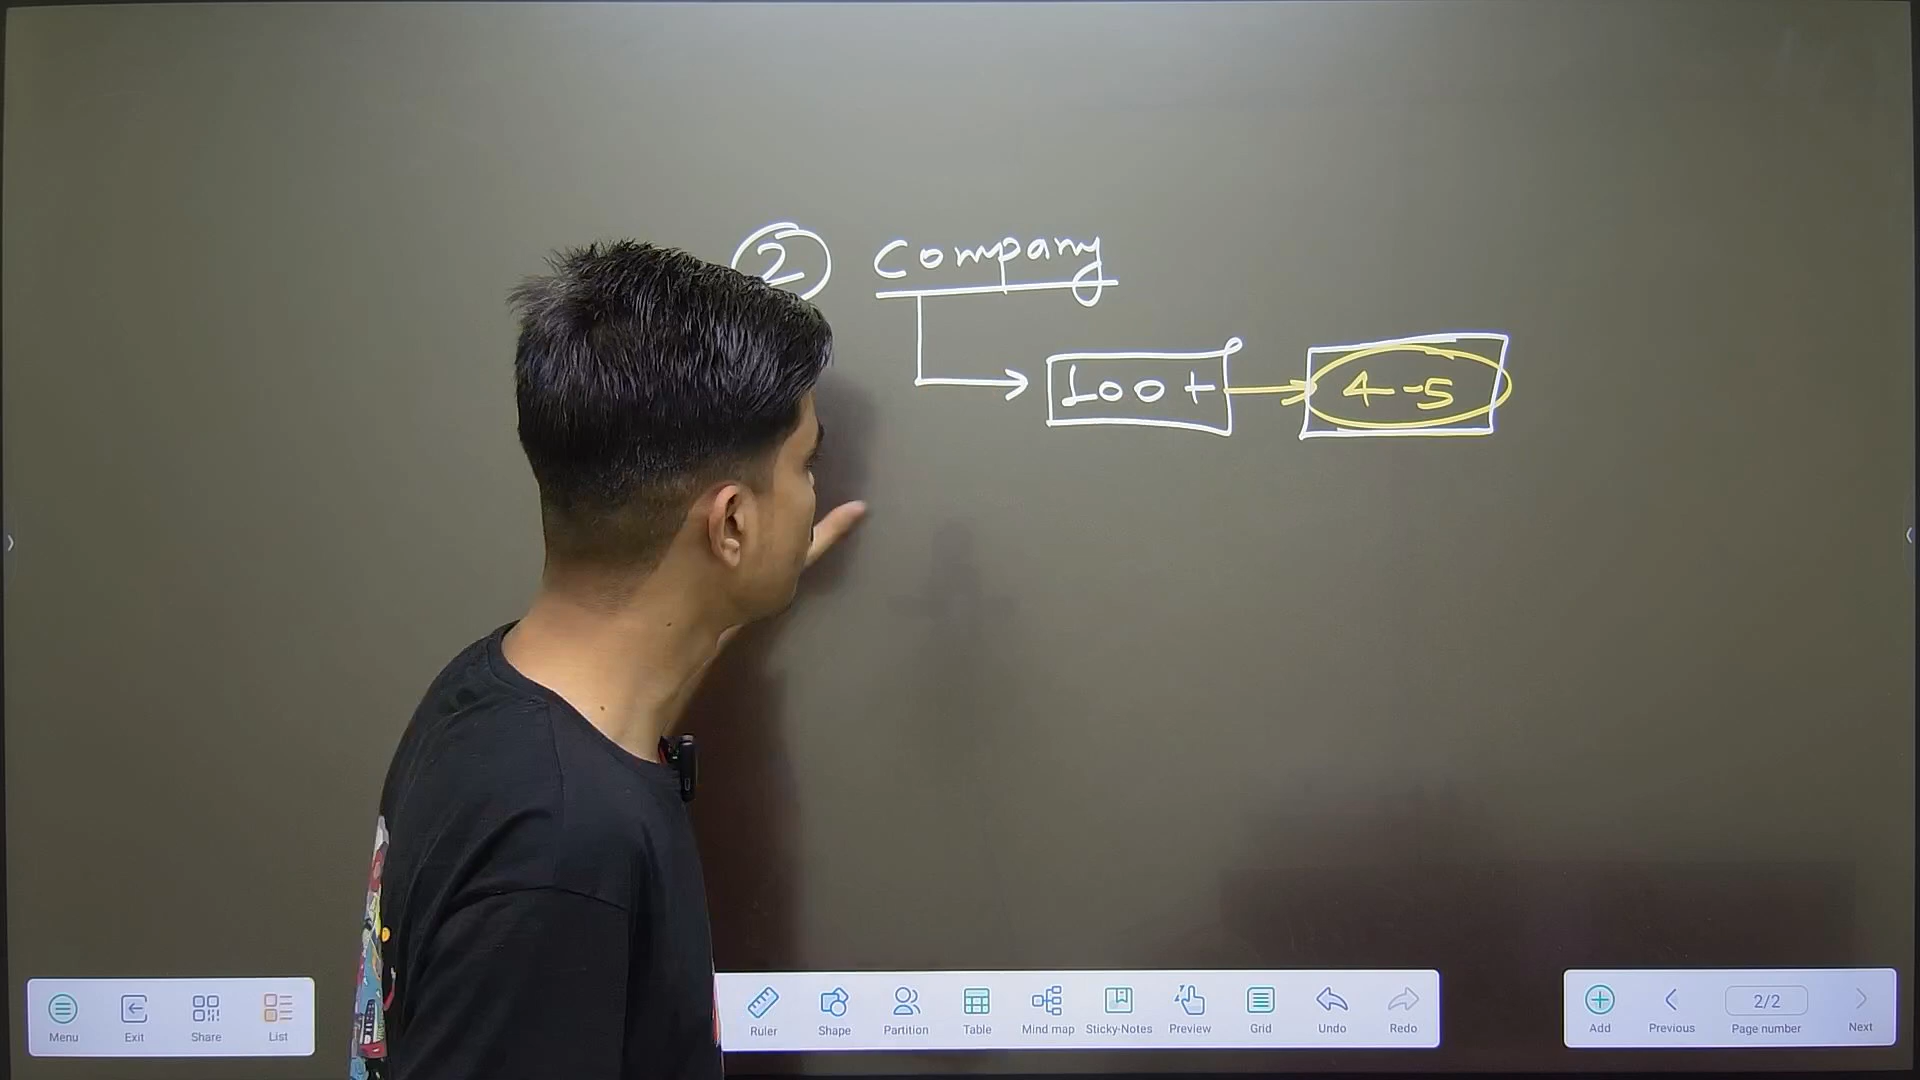 2 Company
100 + → 4-5
Menu Exit Share List
Ruler Shape Partition Table Mind map Sticky-Notes Preview Grid Undo Redo
Add Previous 2/2 Page number Next